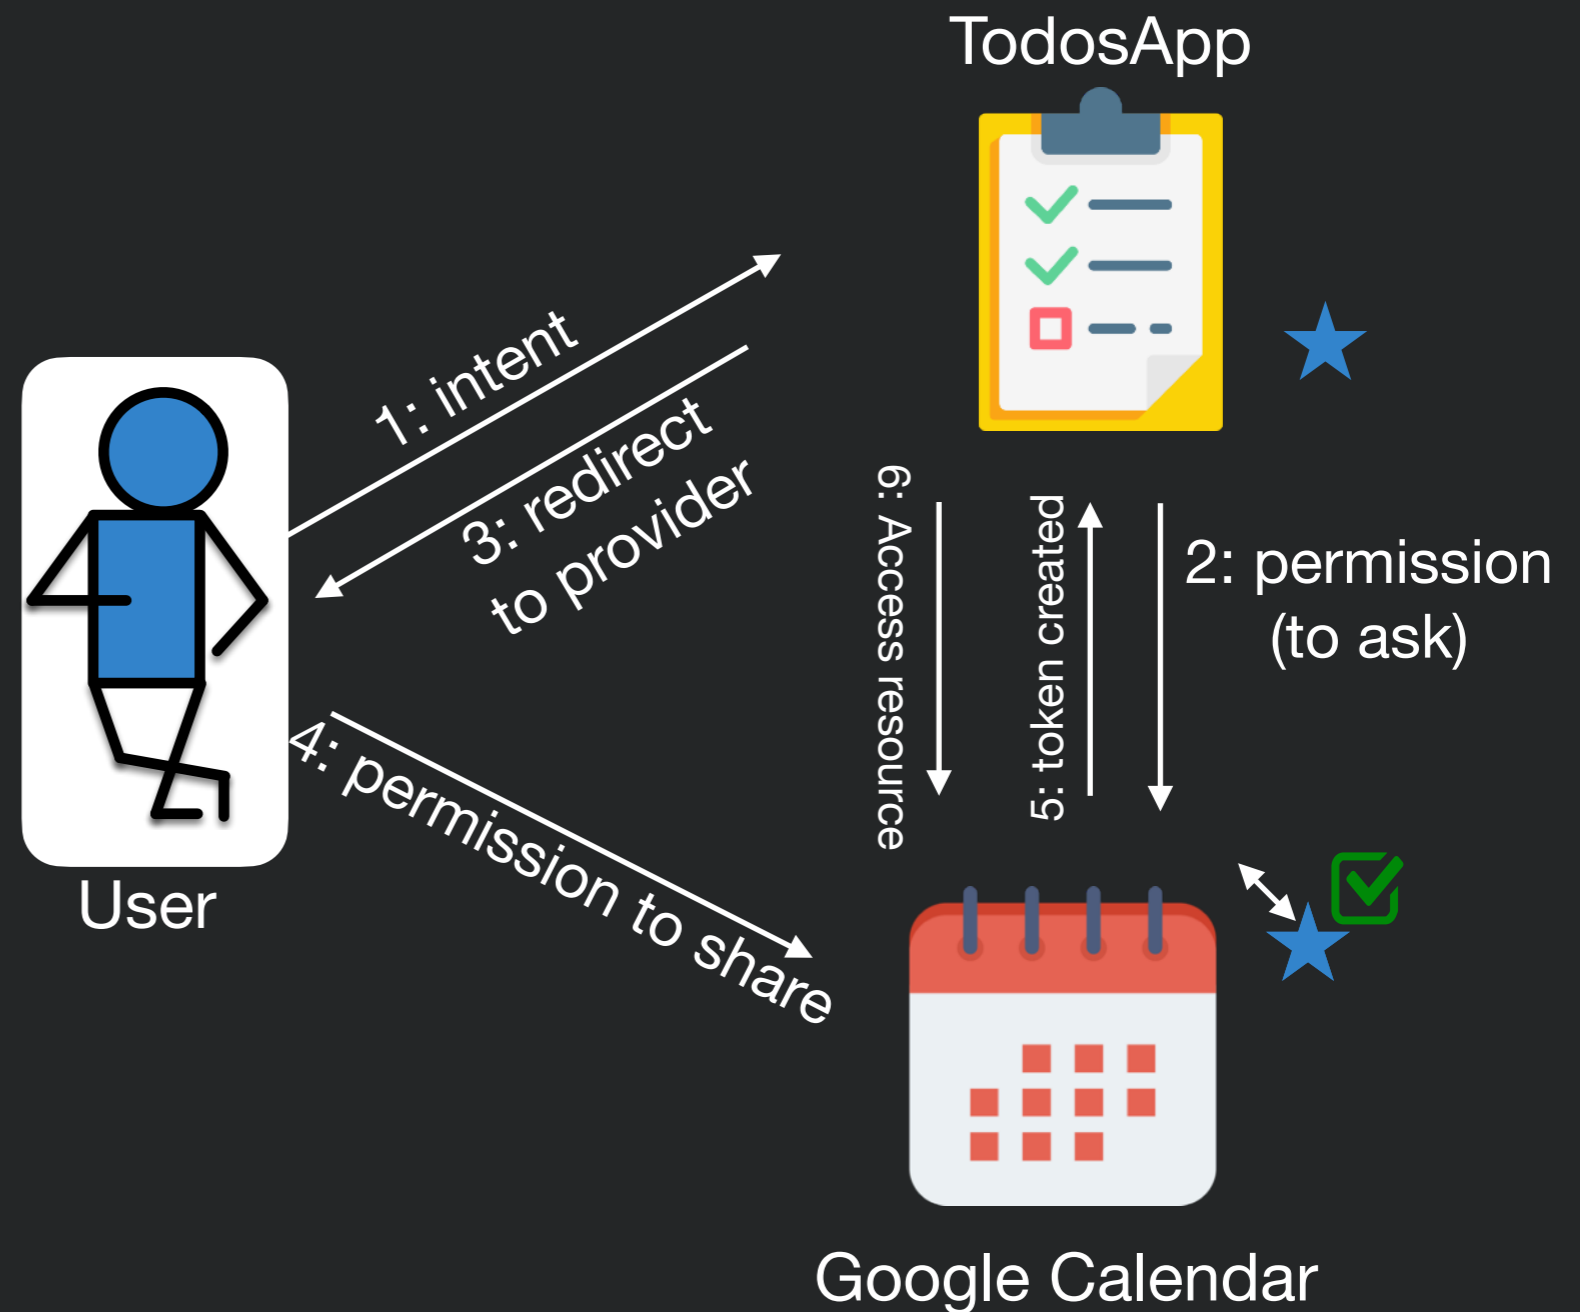 TodosApp
1: intent
3: redirect
to provider
6: Access resource
5: token created
2: permission
(to ask)
4: permission to share
User
Google Calendar